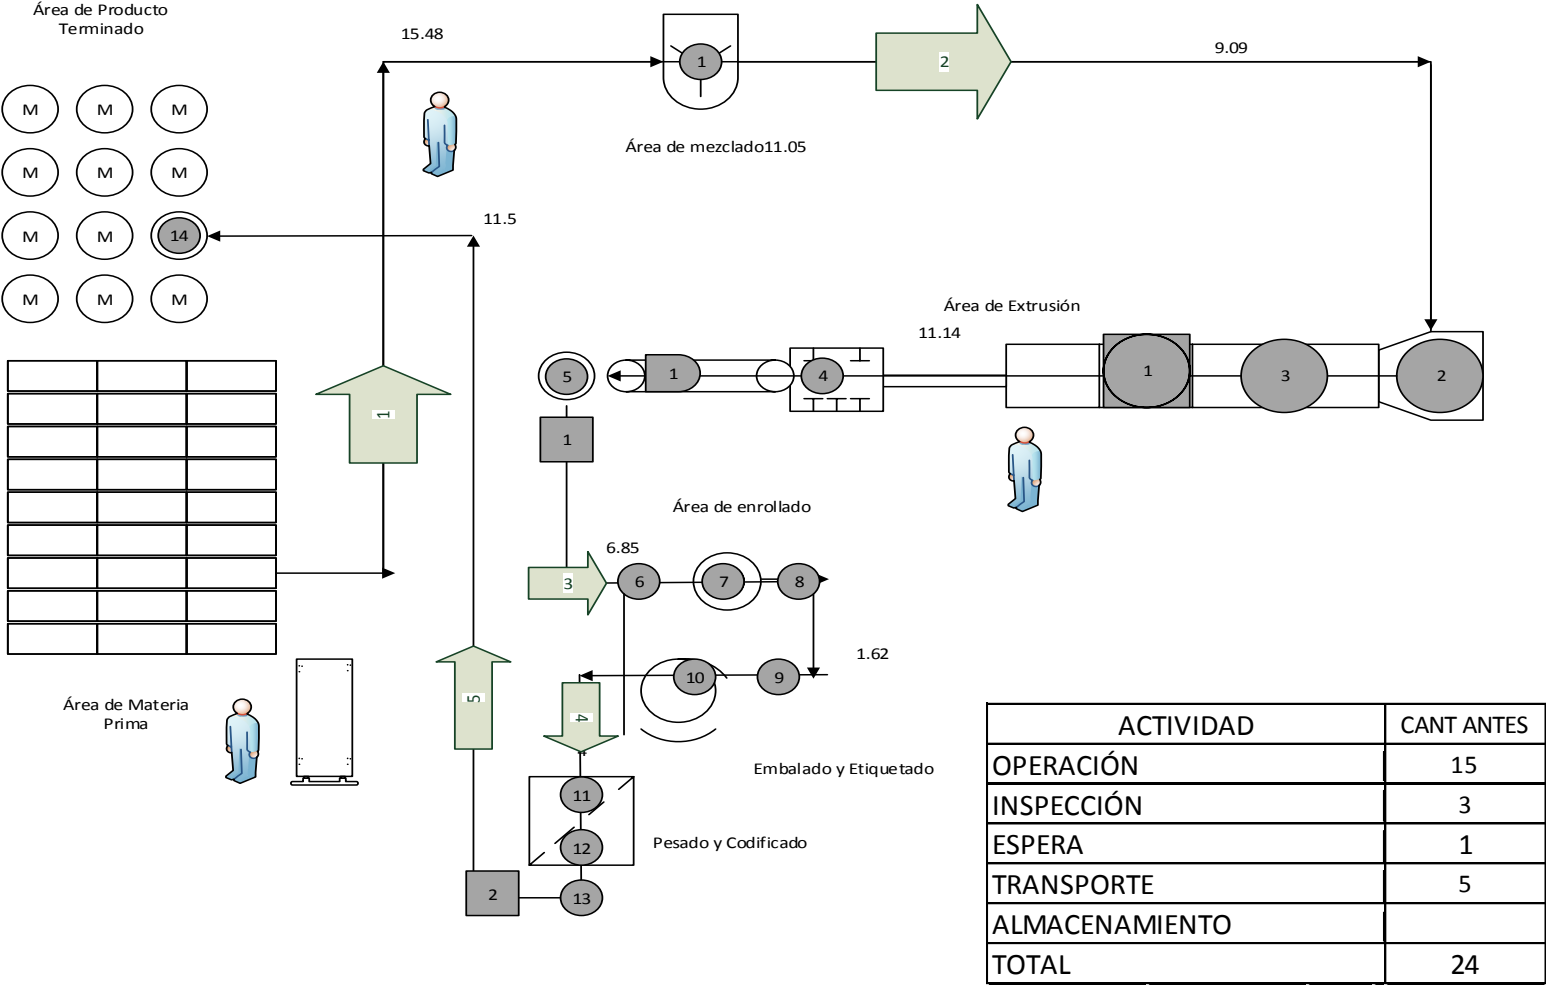 Área de Producto
Terminado
15.48
1
2
9.09
M M M
Área de mezclado11.05
M M M
11.5
M M 14
M M M
Área de Extrusión
11.14
5
1
4
1
3
2
1
1
Área de enrollado
6.85
3
6
7
8
1.62
10
9
5
4
Área de Materia
Prima
Embalado y Etiquetado
11
12
Pesado y Codificado
2
13
ACTIVIDAD CANT ANTES
OPERACIÓN 15
INSPECCIÓN 3
ESPERA 1
TRANSPORTE 5
ALMACENAMIENTO
TOTAL 24